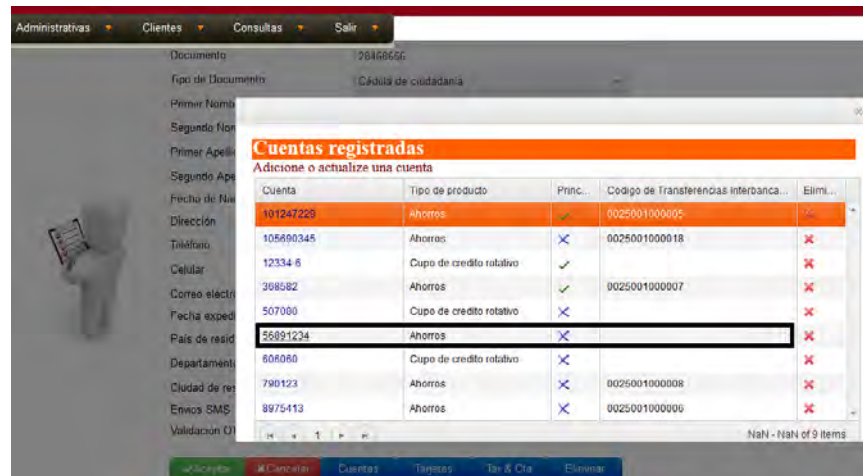 Administrativas Clientes Consultas Salir
Documento 28468666
Tipo de Documento Cédula de ciudadanía
Primer Nomb
Segundo Non
Primer Apelli
Segundo Ape
Fecha de Na
Dirección
Teléfono
Celular
Correo electr
Fecha exped
País de resid
Departament
Ciudad de res
Envios SMS
Validación OT
Cuentas registradas
Adicione o actualize una cuenta
Cuenta Tipo de producto Princ... Codigo de Transferencias interbanca... Elimi...
101247229 Ahorros 0025001000005
105690345 Ahorros 0025001000018
12334-6 Cupo de credito rotativo
368582 Ahorros 0025001000007
507080 Cupo de credito rotativo
56891234 Ahorros
606060 Cupo de credito rotativo
790123 Ahorros 0025001000008
8975413 Ahorros 0025001000006
1 NaN - NaN of 9 items
Aceptar Cancelar Cuentas Tarjetas Tar & Cta Eliminar